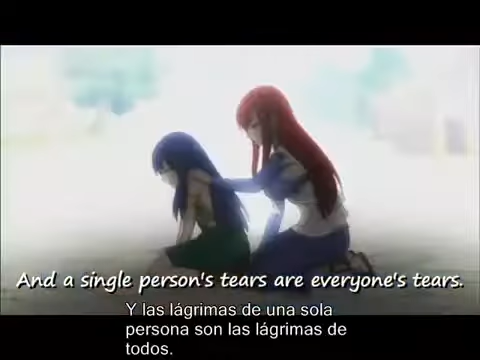 And a single person's tears are everyone's tears.
Y las lágrimas de una sola
persona son las lágrimas de
todos.